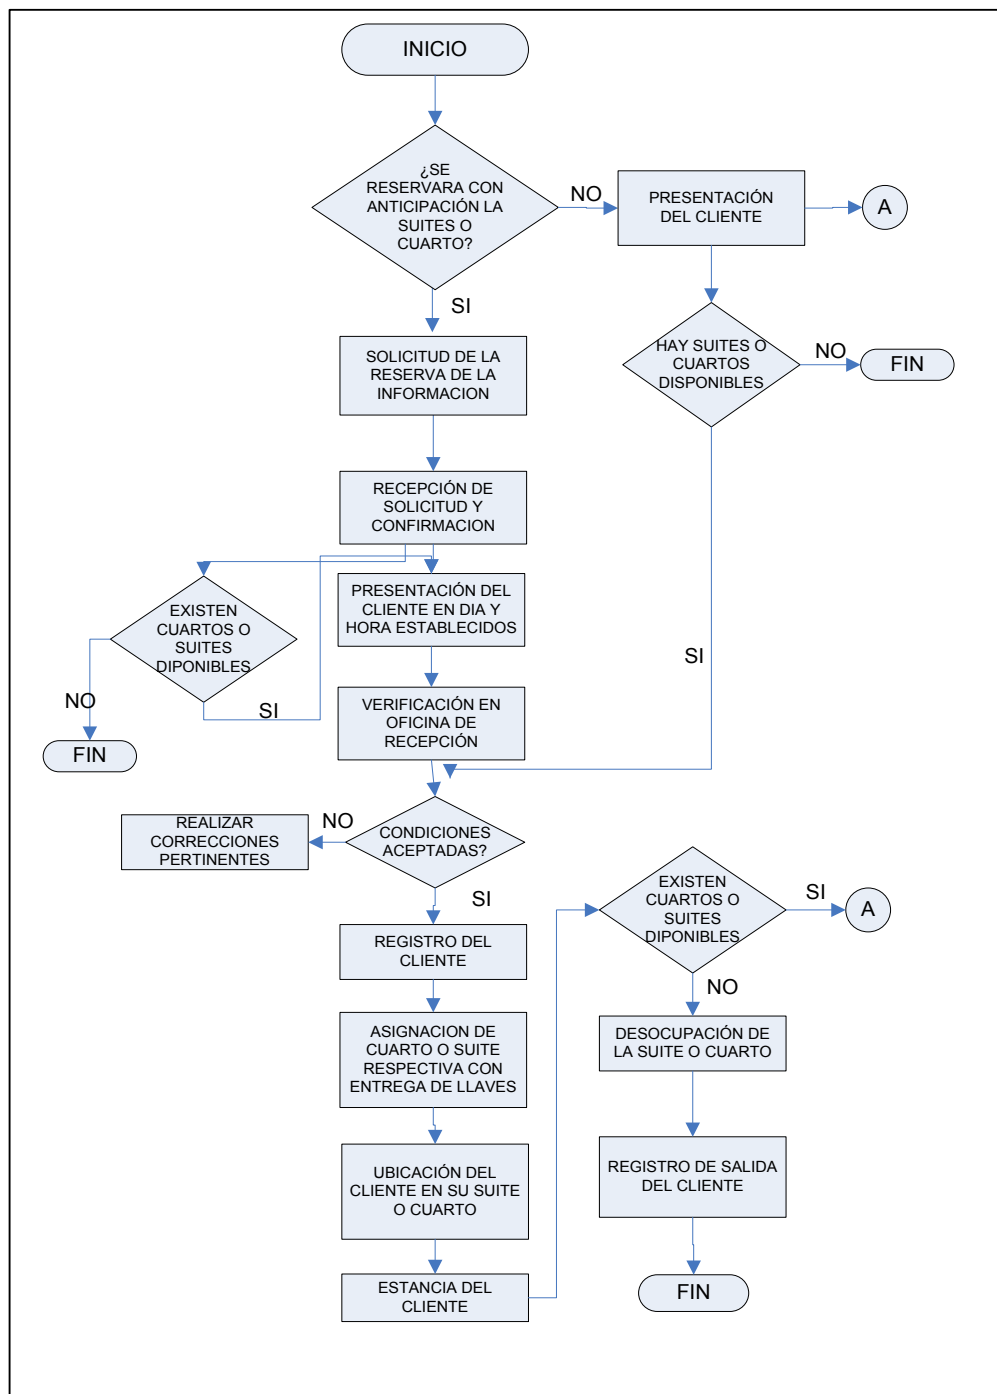 INICIO
¿SE
RESERVARA CON
ANTICIPACIÓN LA
SUITES O
CUARTO?
NO
PRESENTACIÓN
DEL CLIENTE
A
SI
SOLICITUD DE LA
RESERVA DE LA
INFORMACION
HAY SUITES O
CUARTOS
DISPONIBLES
NO
FIN
RECEPCIÓN DE
SOLICITUD Y
CONFIRMACION
EXISTEN
CUARTOS O
SUITES
DIPONIBLES
PRESENTACIÓN DEL
CLIENTE EN DIA Y
HORA ESTABLECIDOS
SI
NO
SI
FIN
VERIFICACIÓN EN
OFICINA DE
RECEPCIÓN
REALIZAR
CORRECCIONES
PERTINENTES
NO
CONDICIONES
ACEPTADAS?
SI
EXISTEN
CUARTOS O
SUITES
DIPONIBLES
SI
A
REGISTRO DEL
CLIENTE
NO
ASIGNACION DE
CUARTO O SUITE
RESPECTIVA CON
ENTREGA DE LLAVES
DESOCUPACIÓN DE
LA SUITE O CUARTO
UBICACIÓN DEL
CLIENTE EN SU SUITE
O CUARTO
REGISTRO DE SALIDA
DEL CLIENTE
ESTANCIA DEL
CLIENTE
FIN